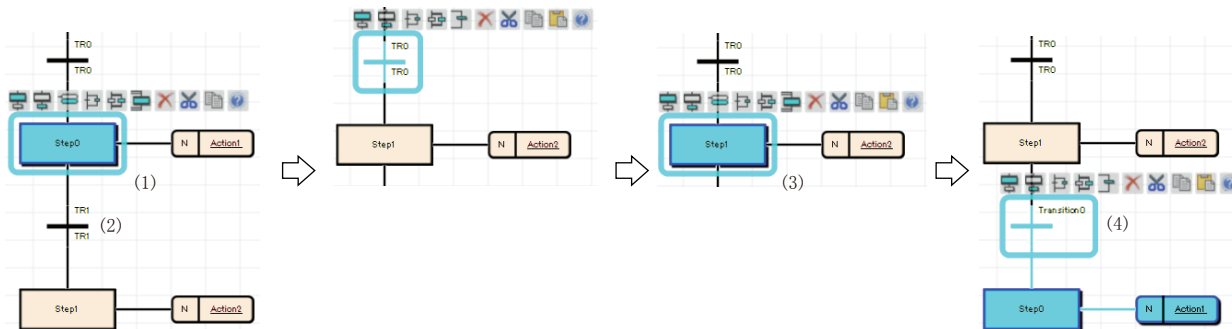 TR0
TR0
Step0
N Action1
(1)
TR1
(2)
TR1
Step1
N Action2
TR0
TR0
Step1
N Action2
TR0
TR0
Step1
N Action2
(3)
TR0
TR0
Step1
N Action2
Transition0
(4)
Step0
N Action1